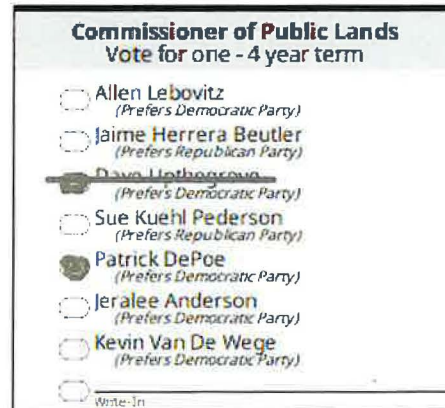 Commissioner of Public Lands
Vote for one - 4 year term
Allen Lebovitz
(Prefers Democratic Party)
Jaime Herrera Beutler
(Prefers Republican Party)
Dave Upthegrove
(Prefers Democratic Party)
Sue Kuehl Pederson
(Prefers Republican Party)
Patrick DePoe
(Prefers Democratic Party)
Jeralee Anderson
(Prefers Democratic Party)
Kevin Van De Wege
(Prefers Democratic Party)
Write-In